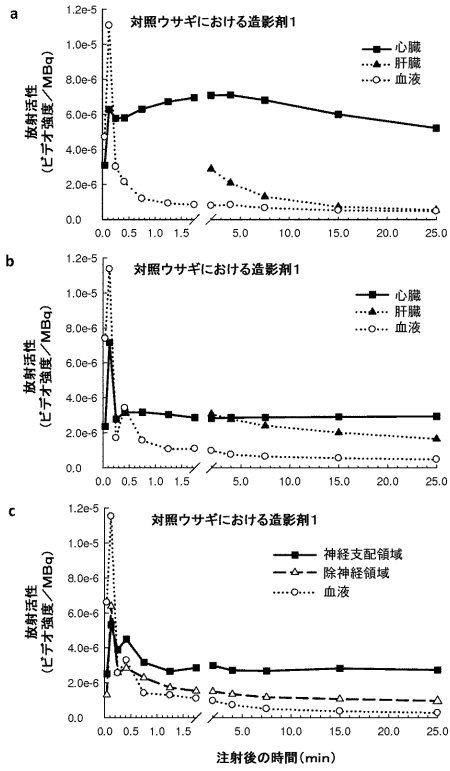 a
対照ウサギにおける造影剤1
心臓
肝臓
血液
放射活性
(ビデオ強度/MBq)
1.2e-5
1.0e-5
8.0e-6
6.0e-6
4.0e-6
2.0e-6
0.0
0.0 0.5 1.0 1.5 5.0 10.0 15.0 20.0 25.0
b
対照ウサギにおける造影剤1
心臓
肝臓
血液
放射活性
(ビデオ強度/MBq)
1.2e-5
1.0e-5
8.0e-6
6.0e-6
4.0e-6
2.0e-6
0.0
0.0 0.5 1.0 1.5 5.0 10.0 15.0 20.0 25.0
c
対照ウサギにおける造影剤1
神経支配領域
除神経領域
血液
放射活性
(ビデオ強度/MBq)
1.2e-5
1.0e-5
8.0e-6
6.0e-6
4.0e-6
2.0e-6
0.0
0.0 0.5 1.0 1.5 5.0 10.0 15.0 20.0 25.0
注射後の時間(min)